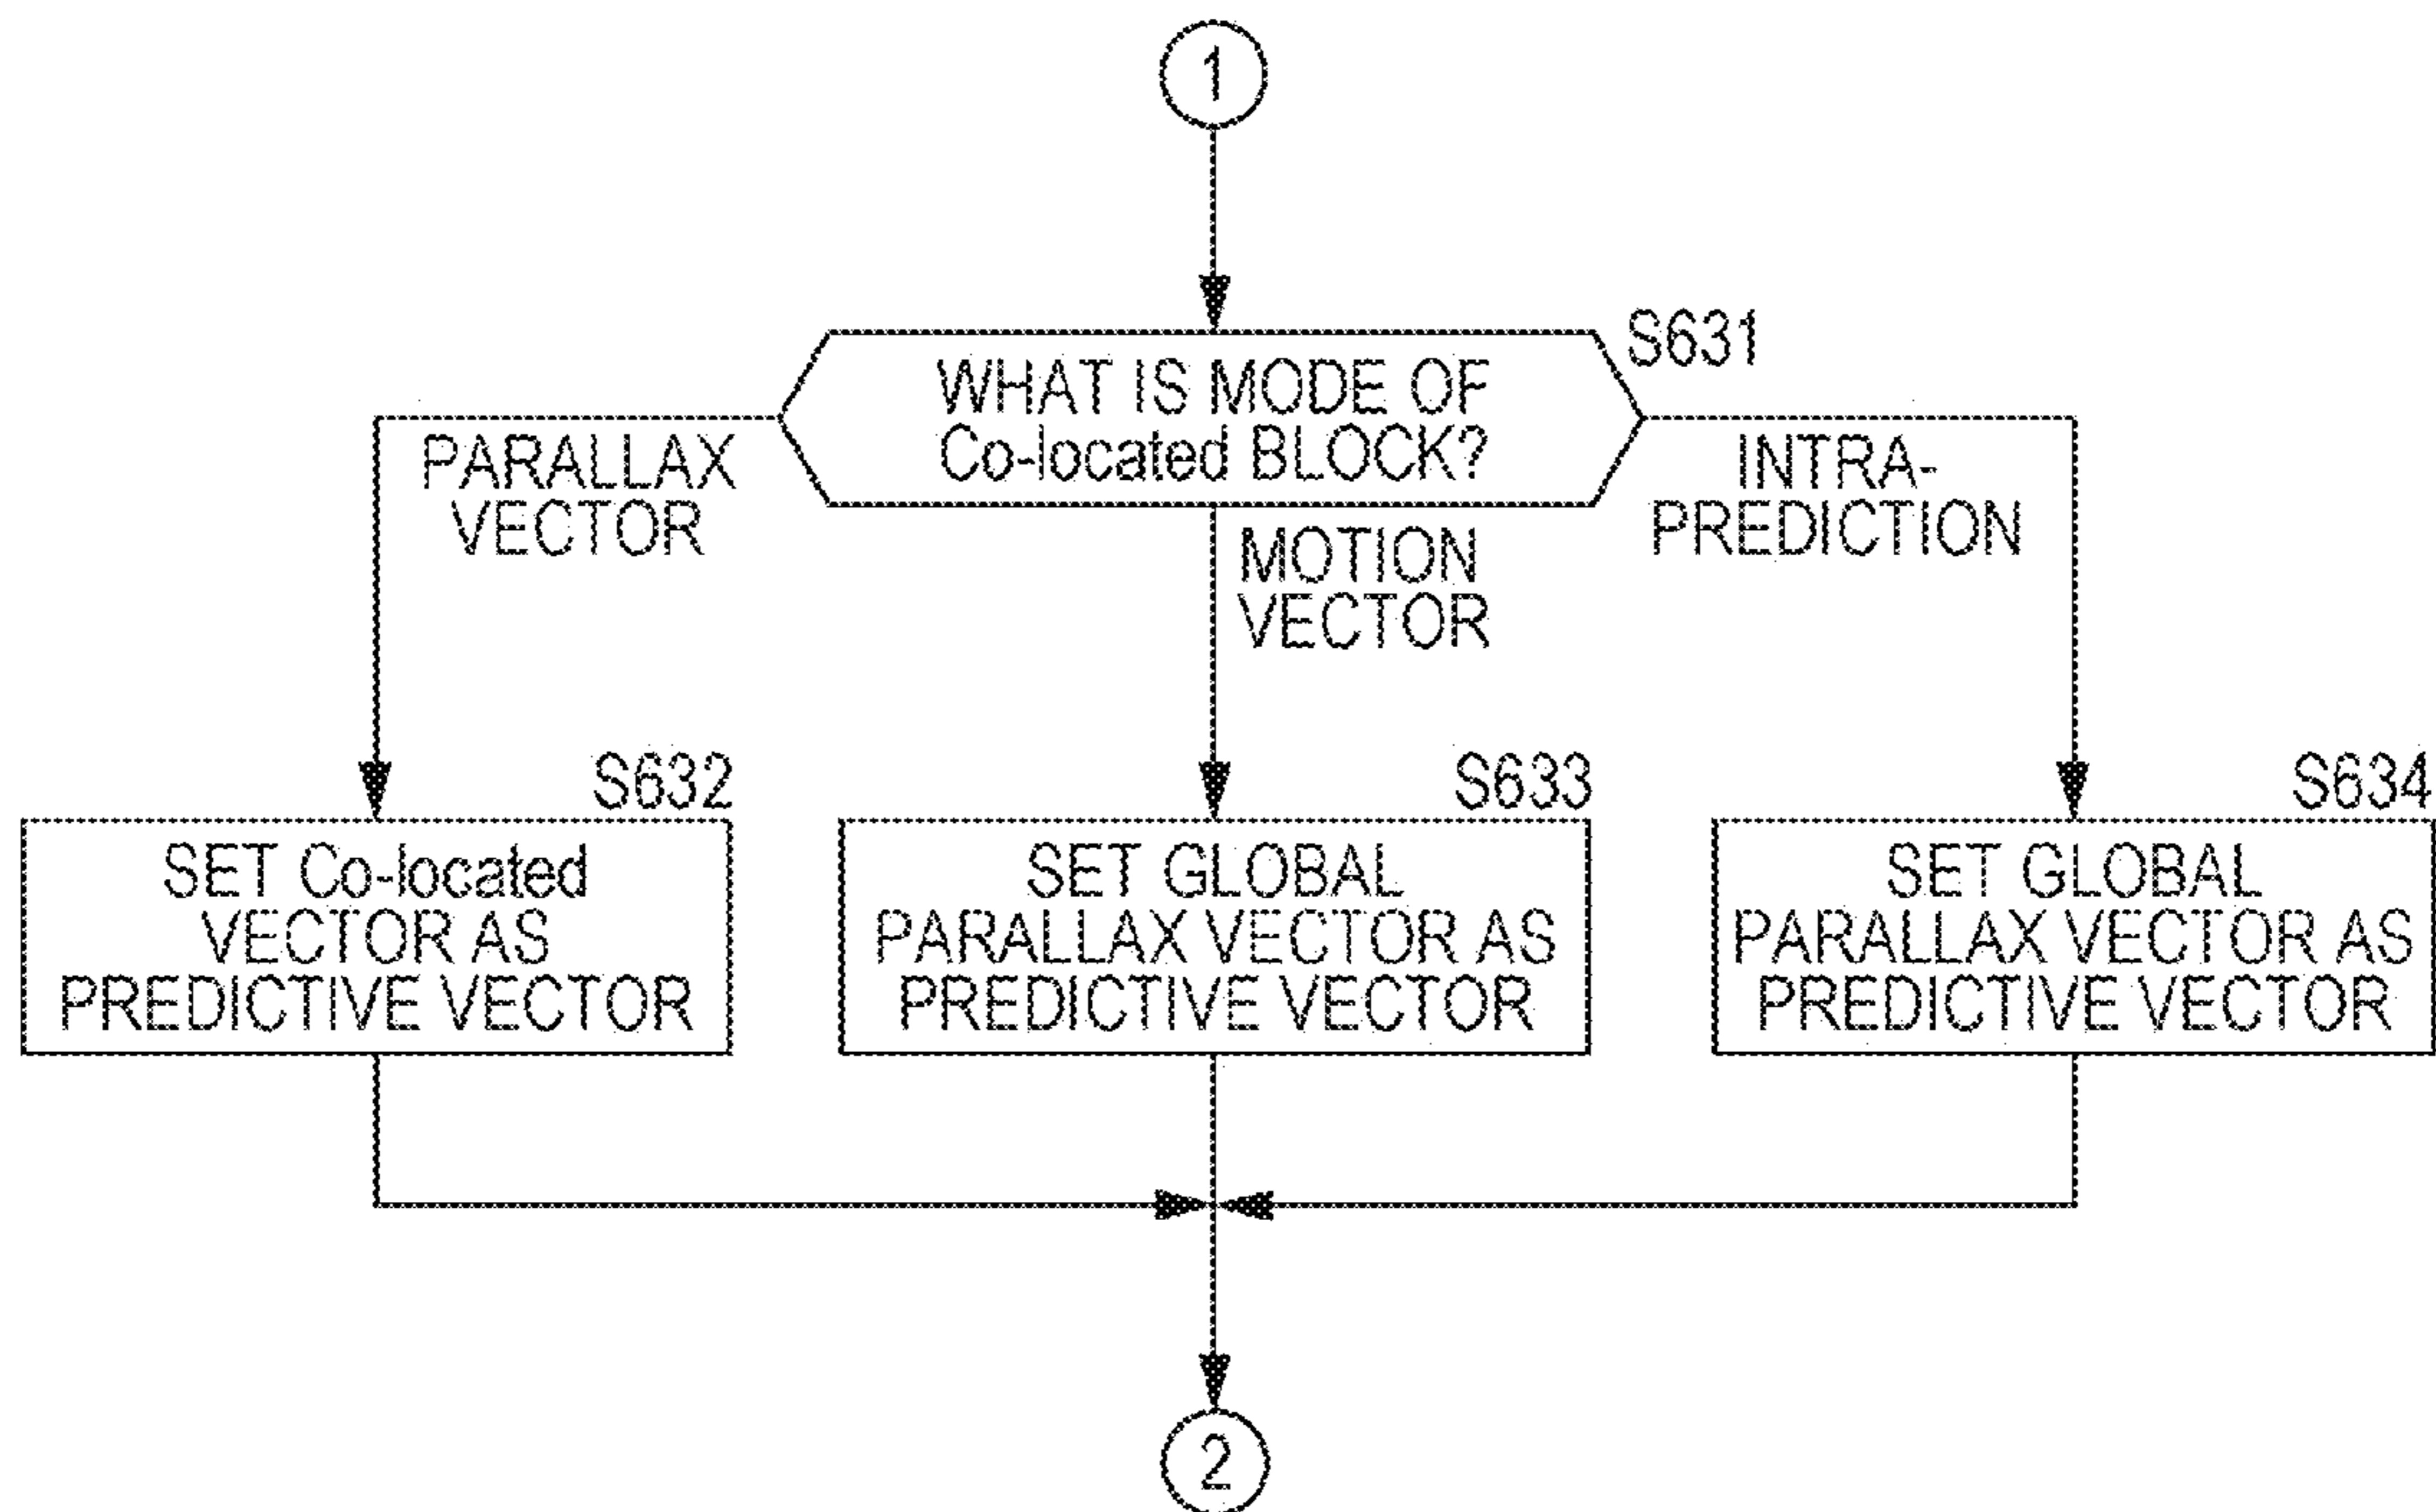 1
S631
WHAT IS MODE OF
Co-located BLOCK?
PARALLAX
VECTOR
MOTION
VECTOR
INTRA-
PREDICTION
S632
SET Co-located
VECTOR AS
PREDICTIVE VECTOR
S633
SET GLOBAL
PARALLAX VECTOR AS
PREDICTIVE VECTOR
S634
SET GLOBAL
PARALLAX VECTOR AS
PREDICTIVE VECTOR
2